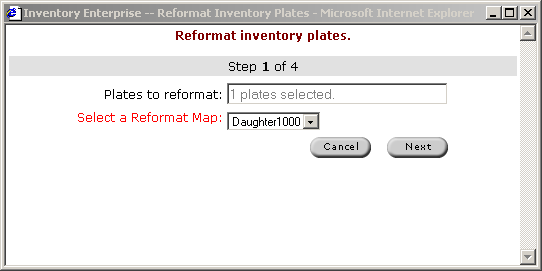 Inventory Enterprise -- Reformat Inventory Plates - Microsoft Internet Explorer
Reformat inventory plates.
Step 1 of 4
Plates to reformat: 1 plates selected.
Select a Reformat Map: Daughter1000
Cancel Next